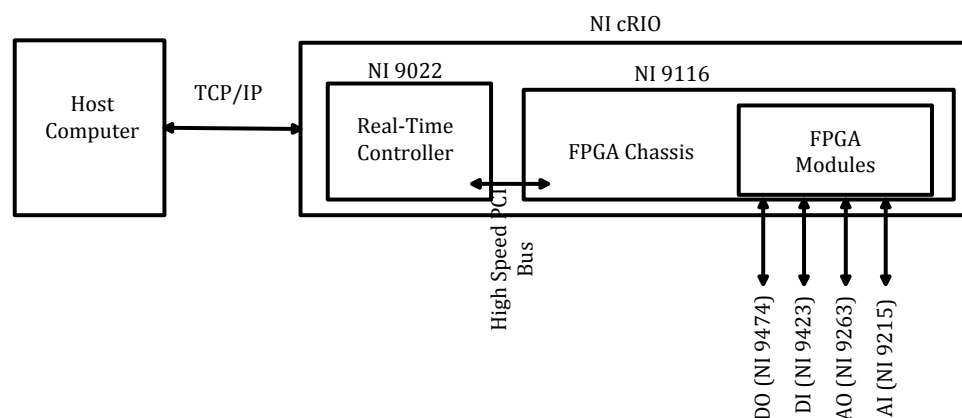 NI cRIO
NI 9022
NI 9116
Host
Computer
TCP/IP
Real-Time
Controller
FPGA Chassis
FPGA
Modules
High Speed PCI
Bus
DO (NI 9474)
DI (NI 9423)
AO (NI 9263)
AI (NI 9215)